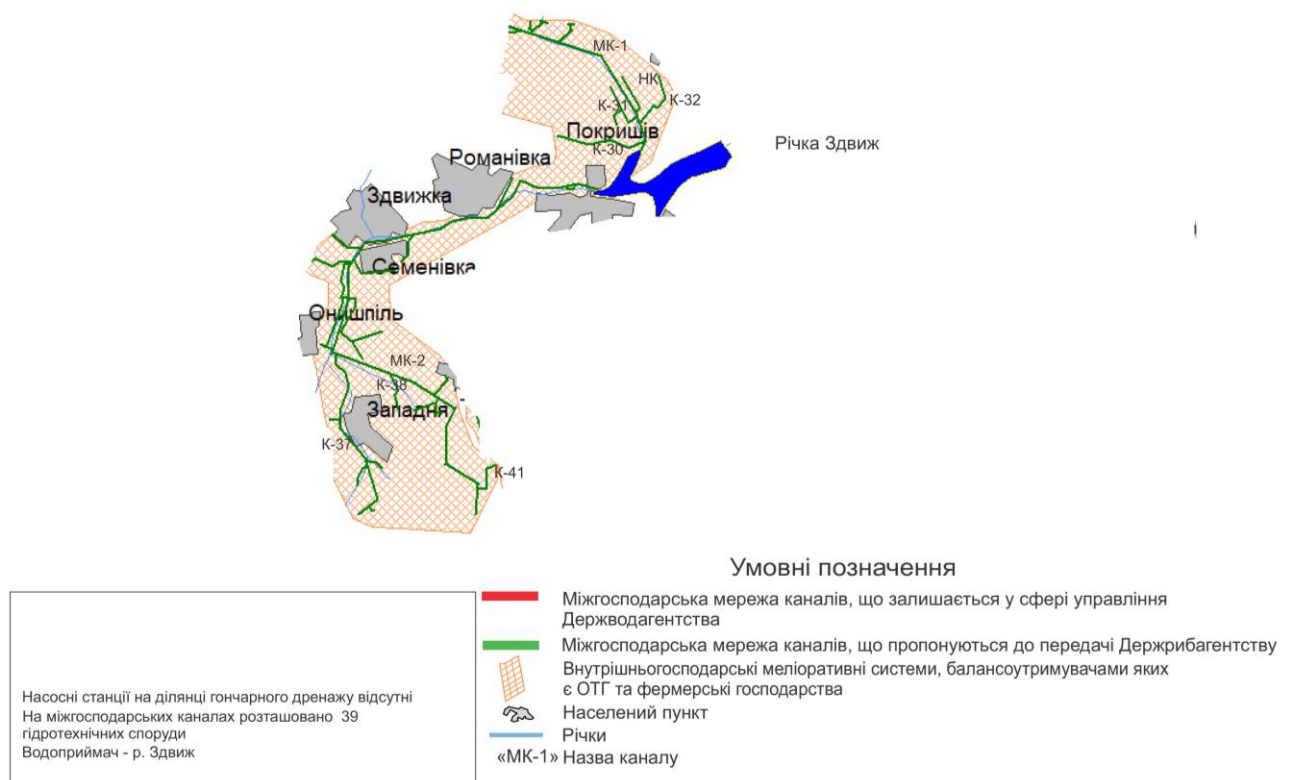 МК-1
НК
К-31
К-32
Покришів
Річка Здвиж
К-30
Романівка
Здвижка
Семенівка
Онишпіль
МК-2
К-38
Западня
К-37
К-41
Умовні позначення
Міжгосподарська мережа каналів, що залишається у сфері управління
Держводагентства
Міжгосподарська мережа каналів, що пропонуються до передачі Держрибагентству
Внутрішньогосподарські меліоративні системи, балансоутримувачами яких
є ОТГ та фермерські господарства
Населений пункт
Річки
«МК-1» Назва каналу
Насосні станції на ділянці гончарного дренажу відсутні
На міжгосподарських каналах розташовано 39
гідротехнічних споруди
Водоприймач - р. Здвиж